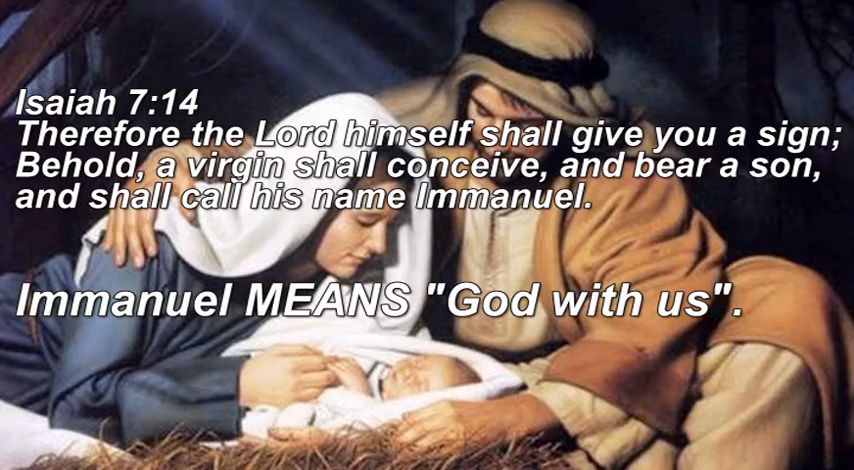 Isaiah 7:14
Therefore the Lord himself shall give you a sign;
Behold, a virgin shall conceive, and bear a son,
and shall call his name Immanuel.
Immanuel MEANS "God with us".